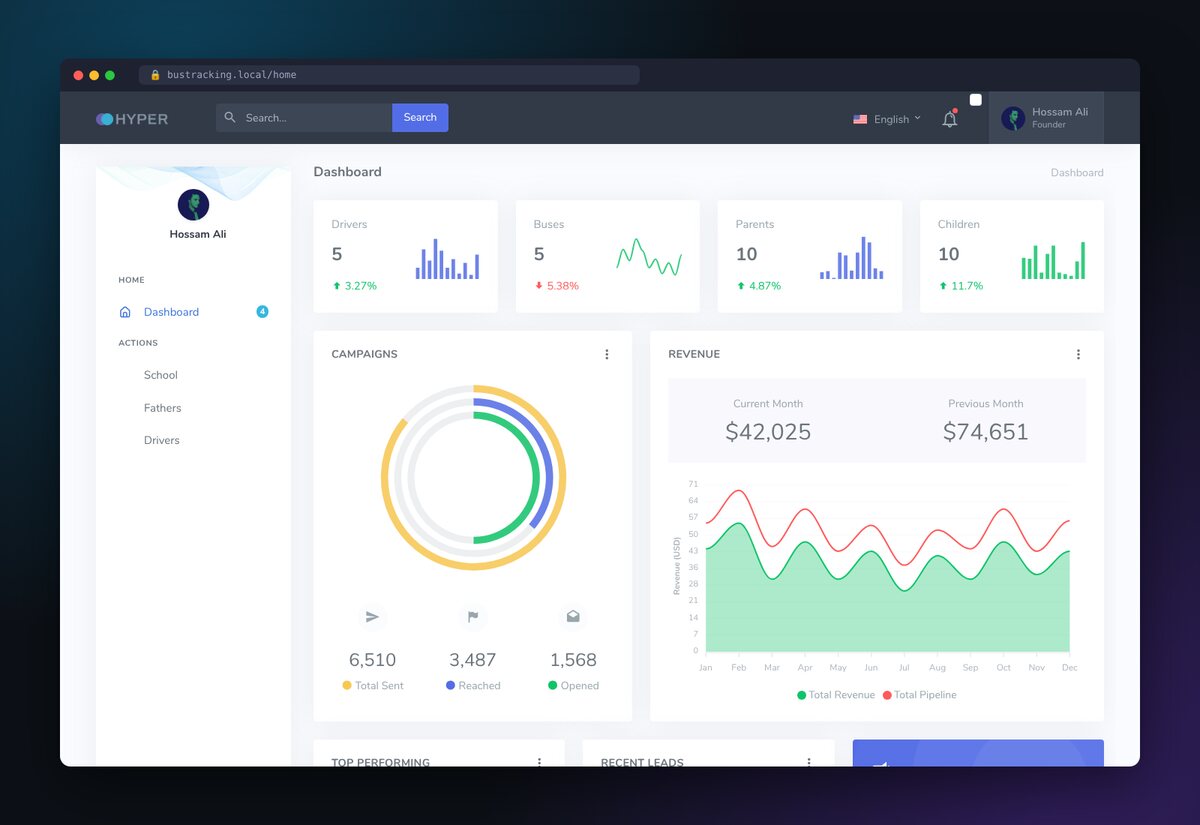 bustracking.local/home
HYPER
Search...
Search
English
Hossam Ali
Founder
Hossam Ali
HOME
Dashboard
4
ACTIONS
School
Fathers
Drivers
Dashboard
Dashboard
Drivers
5
3.27%
Buses
5
5.38%
Parents
10
4.87%
Children
10
11.7%
CAMPAIGNS
6,510
3,487
1,568
Total Sent
Reached
Opened
REVENUE
Current Month
Previous Month
$42,025
$74,651
Revenue (USD)
71
64
57
50
43
36
28
21
14
7
0
Jan Feb Mar Apr May Jun Jul Aug Sep Oct Nov Dec
Total Revenue Total Pipeline
TOP PERFORMING
RECENT LEADS